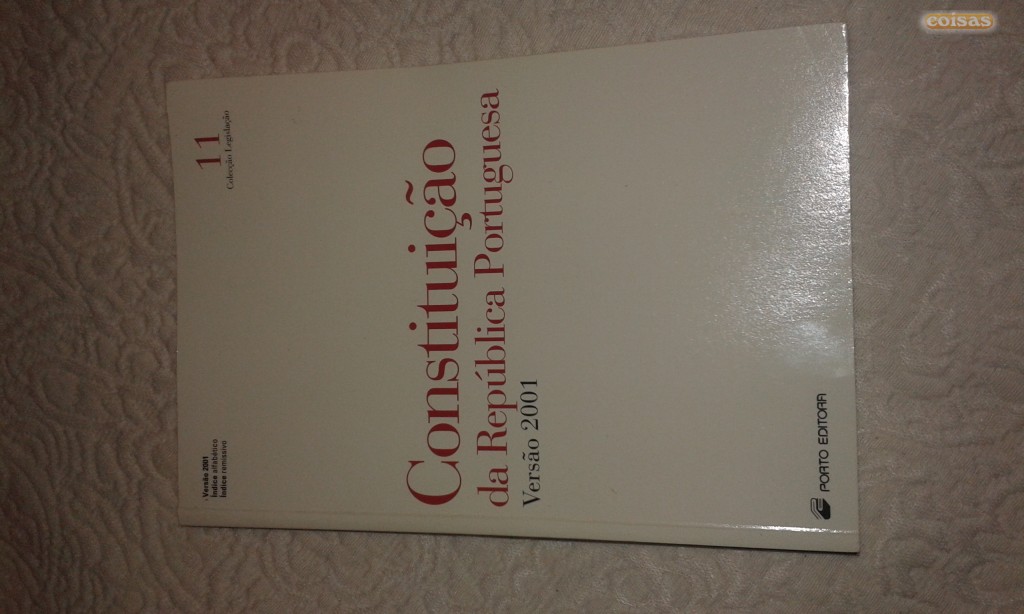 · Versão 2001
Índice alfabético
Índice remissivo
11
Colecção Legislação
Constituição
da República Portuguesa
Versão 2001
PORTO EDITORA
coisas